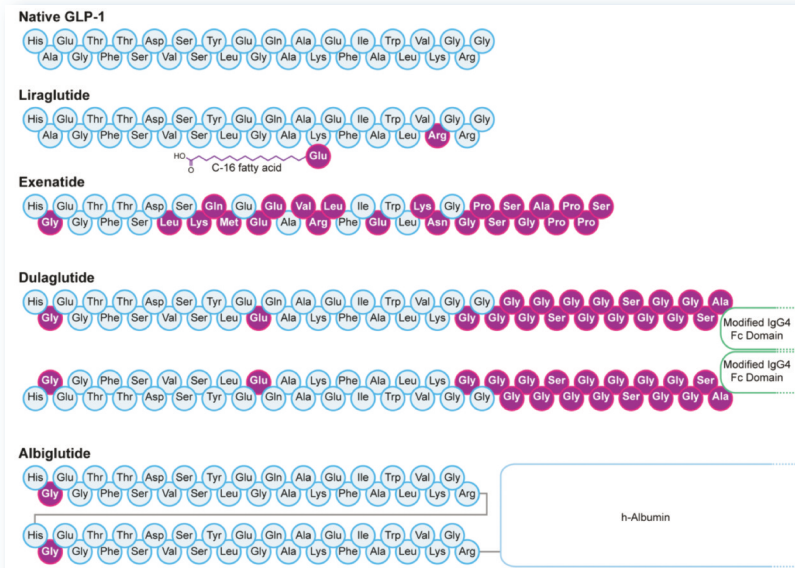 Native GLP-1
His Glu Thr Thr Asp Ser Tyr Glu Gln Ala Glu Ile Trp Val Gly Gly
Ala Gly Phe Ser Val Ser Leu Gly Ala Lys Phe Ala Leu Lys Arg
Liraglutide
His Glu Thr Thr Asp Ser Tyr Glu Gln Ala Glu Ile Trp Val Gly Gly
Ala Gly Phe Ser Val Ser Leu Gly Ala Lys Phe Ala Leu Arg Arg
HO
O
C-16 fatty acid
Glu
Exenatide
His Glu Thr Thr Asp Ser Gln Glu Glu Val Leu Ile Trp Lys Gly Pro Ser Ala Pro Ser
Gly Gly Phe Ser Leu Lys Met Glu Ala Arg Phe Glu Leu Asn Gly Ser Gly Pro Pro
Dulaglutide
His Glu Thr Thr Asp Ser Tyr Glu Gln Ala Glu Ile Trp Val Gly Gly Gly Gly Gly Gly Ser Gly Gly Ala
Gly Gly Phe Ser Val Ser Leu Glu Ala Lys Phe Ala Leu Lys Gly Gly Gly Ser Gly Gly Gly Gly Ser
Modified IgG4
Fc Domain
Modified IgG4
Fc Domain
Gly Gly Phe Ser Val Ser Leu Glu Ala Lys Phe Ala Leu Lys Gly Gly Gly Ser Gly Gly Gly Gly Ser
His Glu Thr Thr Asp Ser Tyr Glu Gln Ala Glu Ile Trp Val Gly Gly Gly Gly Gly Gly Ser Gly Gly Ala
Albiglutide
His Glu Thr Thr Asp Ser Tyr Glu Gln Ala Glu Ile Trp Val Gly
Gly Gly Phe Ser Val Ser Leu Gly Ala Lys Phe Ala Leu Lys Arg
h-Albumin
His Glu Thr Thr Asp Ser Tyr Glu Gln Ala Glu Ile Trp Val Gly
Gly Gly Phe Ser Val Ser Leu Gly Ala Lys Phe Ala Leu Lys Arg